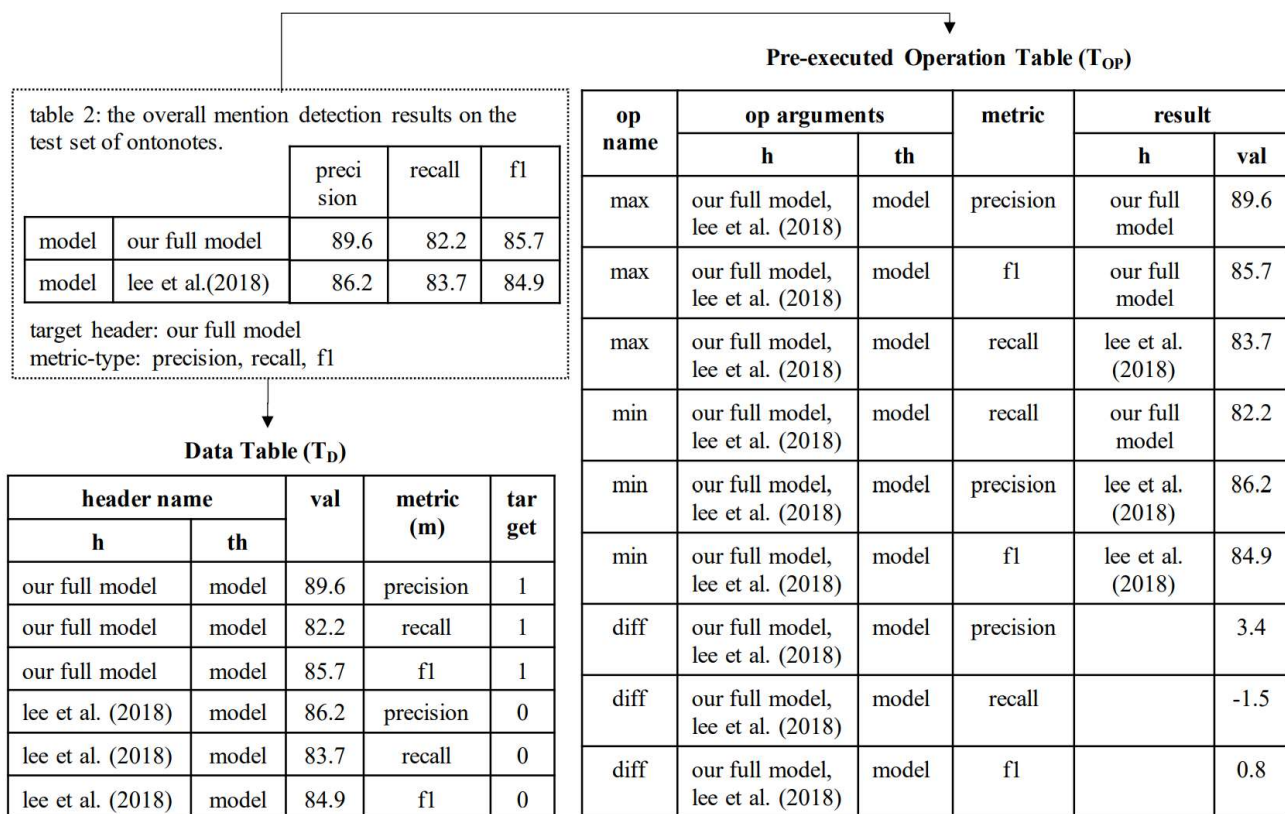 Pre-executed Operation Table (TOP)
table 2: the overall mention detection results on the
test set of ontonotes.
preci
sion
recall
f1
model
our full model
89.6
82.2
85.7
model
lee et al.(2018)
86.2
83.7
84.9
target header: our full model
metric-type: precision, recall, f1
Data Table (TD)
header name
val
metric
(m)
tar
get
h
th
our full model
model
89.6
precision
1
our full model
model
82.2
recall
1
our full model
model
85.7
f1
1
lee et al. (2018)
model
86.2
precision
0
lee et al. (2018)
model
83.7
recall
0
lee et al. (2018)
model
84.9
f1
0
op
name
op arguments
metric
result
h
th
h
val
max
our full model,
lee et al. (2018)
model
precision
our full
model
89.6
max
our full model,
lee et al. (2018)
model
f1
our full
model
85.7
max
our full model,
lee et al. (2018)
model
recall
lee et al.
(2018)
83.7
min
our full model,
lee et al. (2018)
model
recall
our full
model
82.2
min
our full model,
lee et al. (2018)
model
precision
lee et al.
(2018)
86.2
min
our full model,
lee et al. (2018)
model
f1
lee et al.
(2018)
84.9
diff
our full model,
lee et al. (2018)
model
precision
3.4
diff
our full model,
lee et al. (2018)
model
recall
-1.5
diff
our full model,
lee et al. (2018)
model
f1
0.8